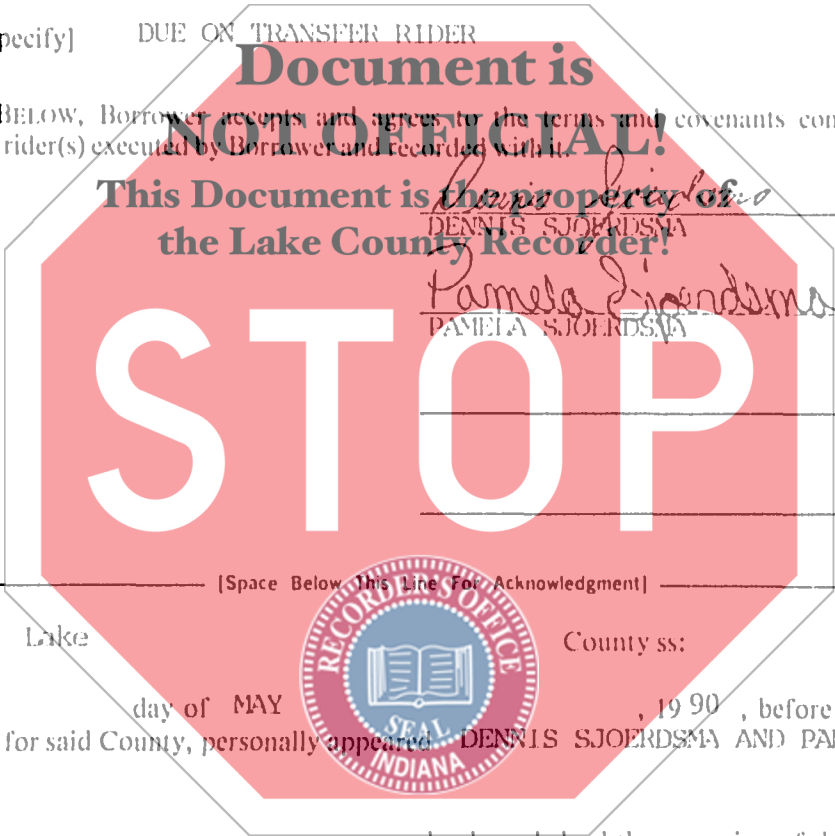 pecify] DUE ON TRANSFER RIDER
Document is
BELOW, Borrower accepts and agrees to the terms and covenants con
NOT OFFICIAL!
rider(s) executed by Borrower and recorded with it.
This Document is the property of
the Lake County Recorder!
DENNIS SJOERDSMA
Pamela Sjoerdsma
PAMELA SJOERDSMA
STOP
[Space Below This Line For Acknowledgment]
RECORDER'S OFFICE
SEAL
INDIANA
Lake County ss:
day of MAY , 19 90 , before
for said County, personally appeared DENNIS SJOERDSMA AND PA